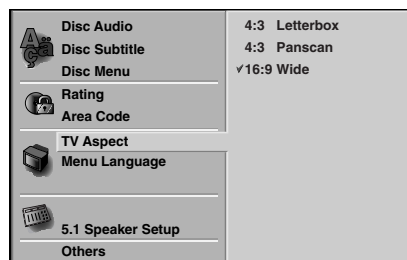 Disc Audio
Disc Subtitle
Disc Menu
Rating
Area Code
TV Aspect
Menu Language
5.1 Speaker Setup
Others
4:3 Letterbox
4:3 Panscan
✓16:9 Wide